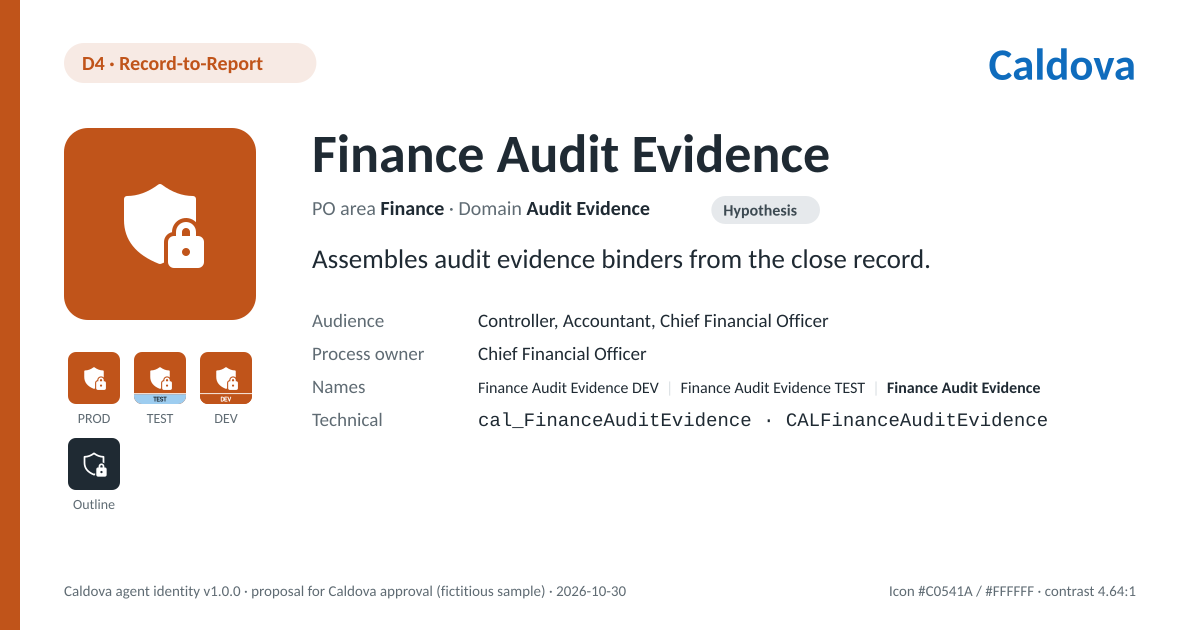 D4 · Record-to-Report
Caldova
Finance Audit Evidence
PO area Finance · Domain Audit Evidence
Hypothesis
Assembles audit evidence binders from the close record.
Audience Controller, Accountant, Chief Financial Officer
Process owner Chief Financial Officer
Names Finance Audit Evidence DEV | Finance Audit Evidence TEST | Finance Audit Evidence
Technical cal_FinanceAuditEvidence · CALFinanceAuditEvidence
TEST
DEV
PROD
TEST
DEV
Outline
Caldova agent identity v1.0.0 · proposal for Caldova approval (fictitious sample) · 2026-10-30
Icon #C0541A / #FFFFFF · contrast 4.64:1